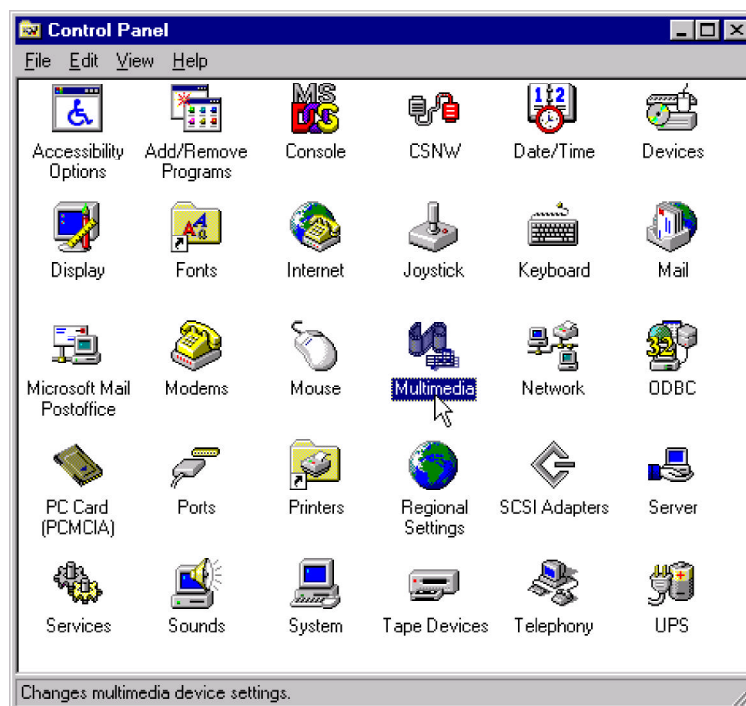 Control Panel
File Edit View Help
MS
DOS
12
Accessibility Options
Add/Remove Programs
Console
CSNW
Date/Time
Devices
Display
Fonts
Internet
Joystick
Keyboard
Mail
32
Microsoft Mail Postoffice
Modems
Mouse
Multimedia
Network
ODBC
PC Card (PCMCIA)
Ports
Printers
Regional Settings
SCSI Adapters
Server
Services
Sounds
System
Tape Devices
Telephony
UPS
Changes multimedia device settings.